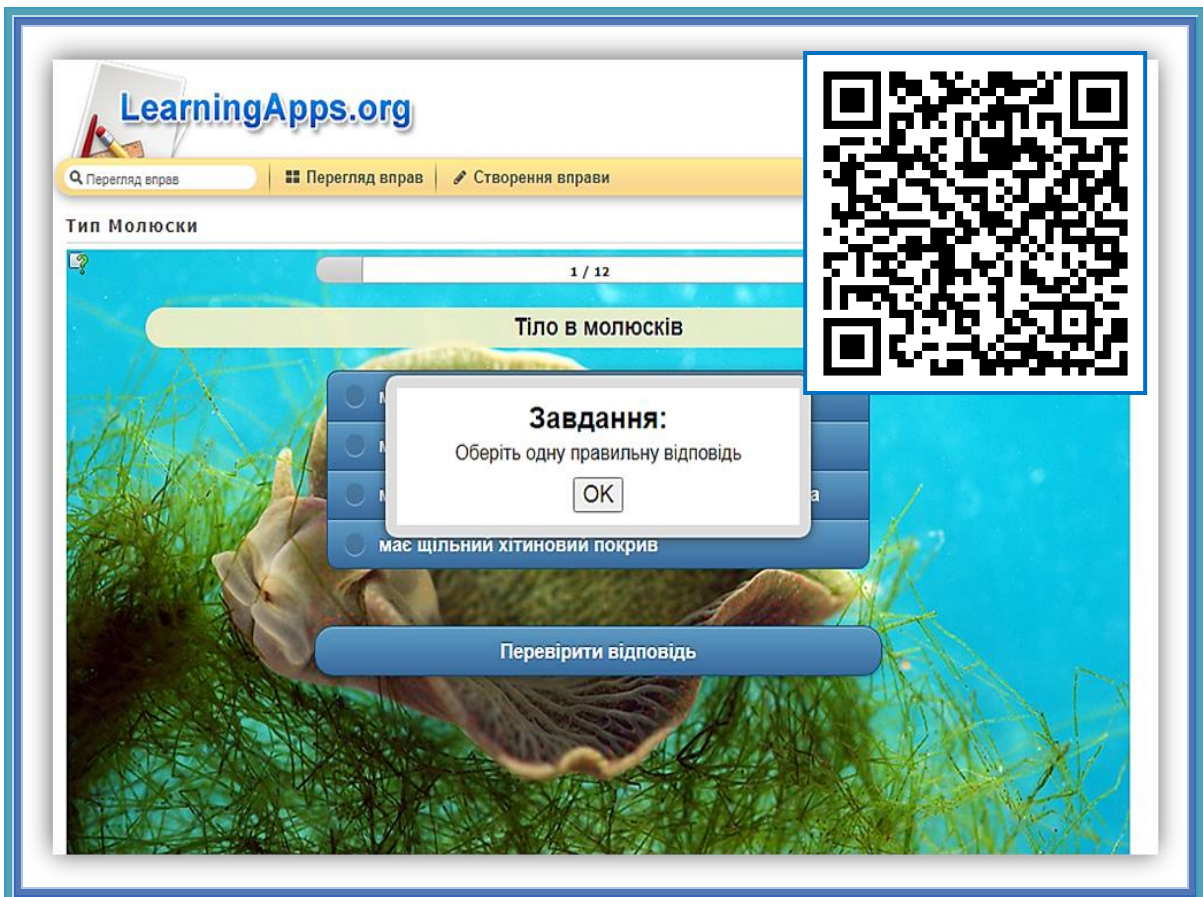 LearningApps.org
Перегляд вправ
Перегляд вправ
Створення вправи
Тип Молюски
1 / 12
Тіло в молюсків
Завдання:
Оберіть одну правильну відповідь
OK
має щільний хітиновий покрив
Перевірити відповідь